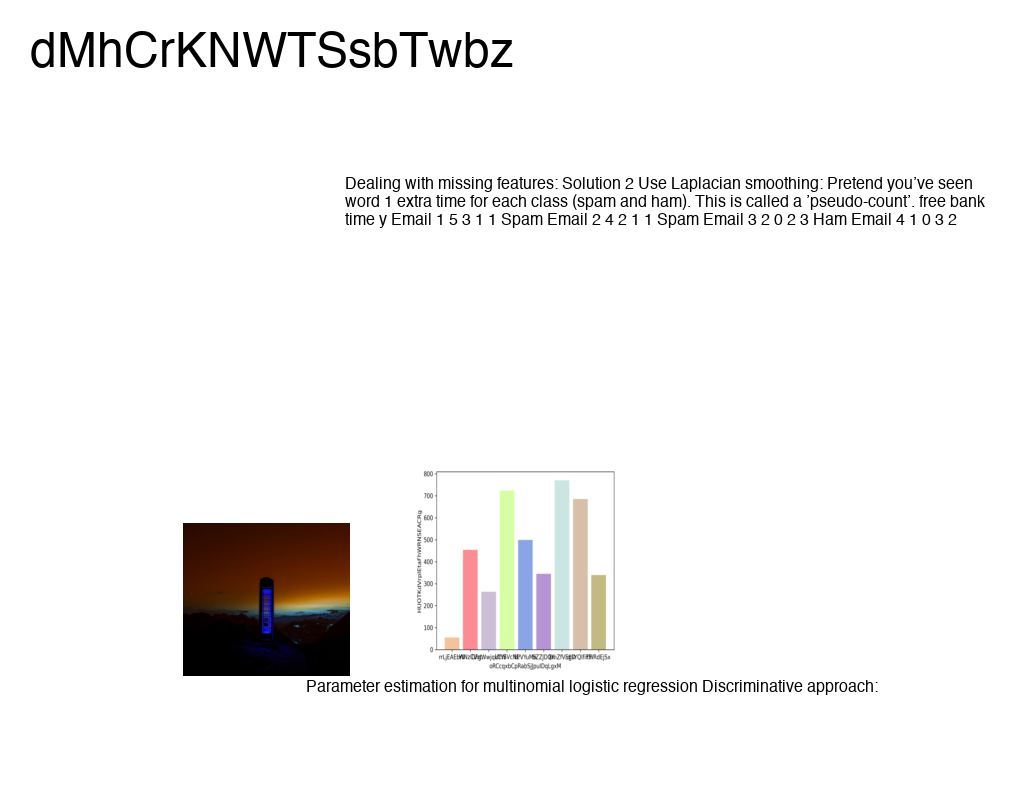 dMhCrKNWTSsbTwbz
Dealing with missing features: Solution 2 Use Laplacian smoothing: Pretend you’ve seen
word 1 extra time for each class (spam and ham). This is called a ’pseudo-count’. free bank
time y Email 1 5 3 1 1 Spam Email 2 4 2 1 1 Spam Email 3 2 0 2 3 Ham Email 4 1 0 3 2
800
700
600
500
400
300
200
100
0
Parameter estimation for multinomial logistic regression Discriminative approach: